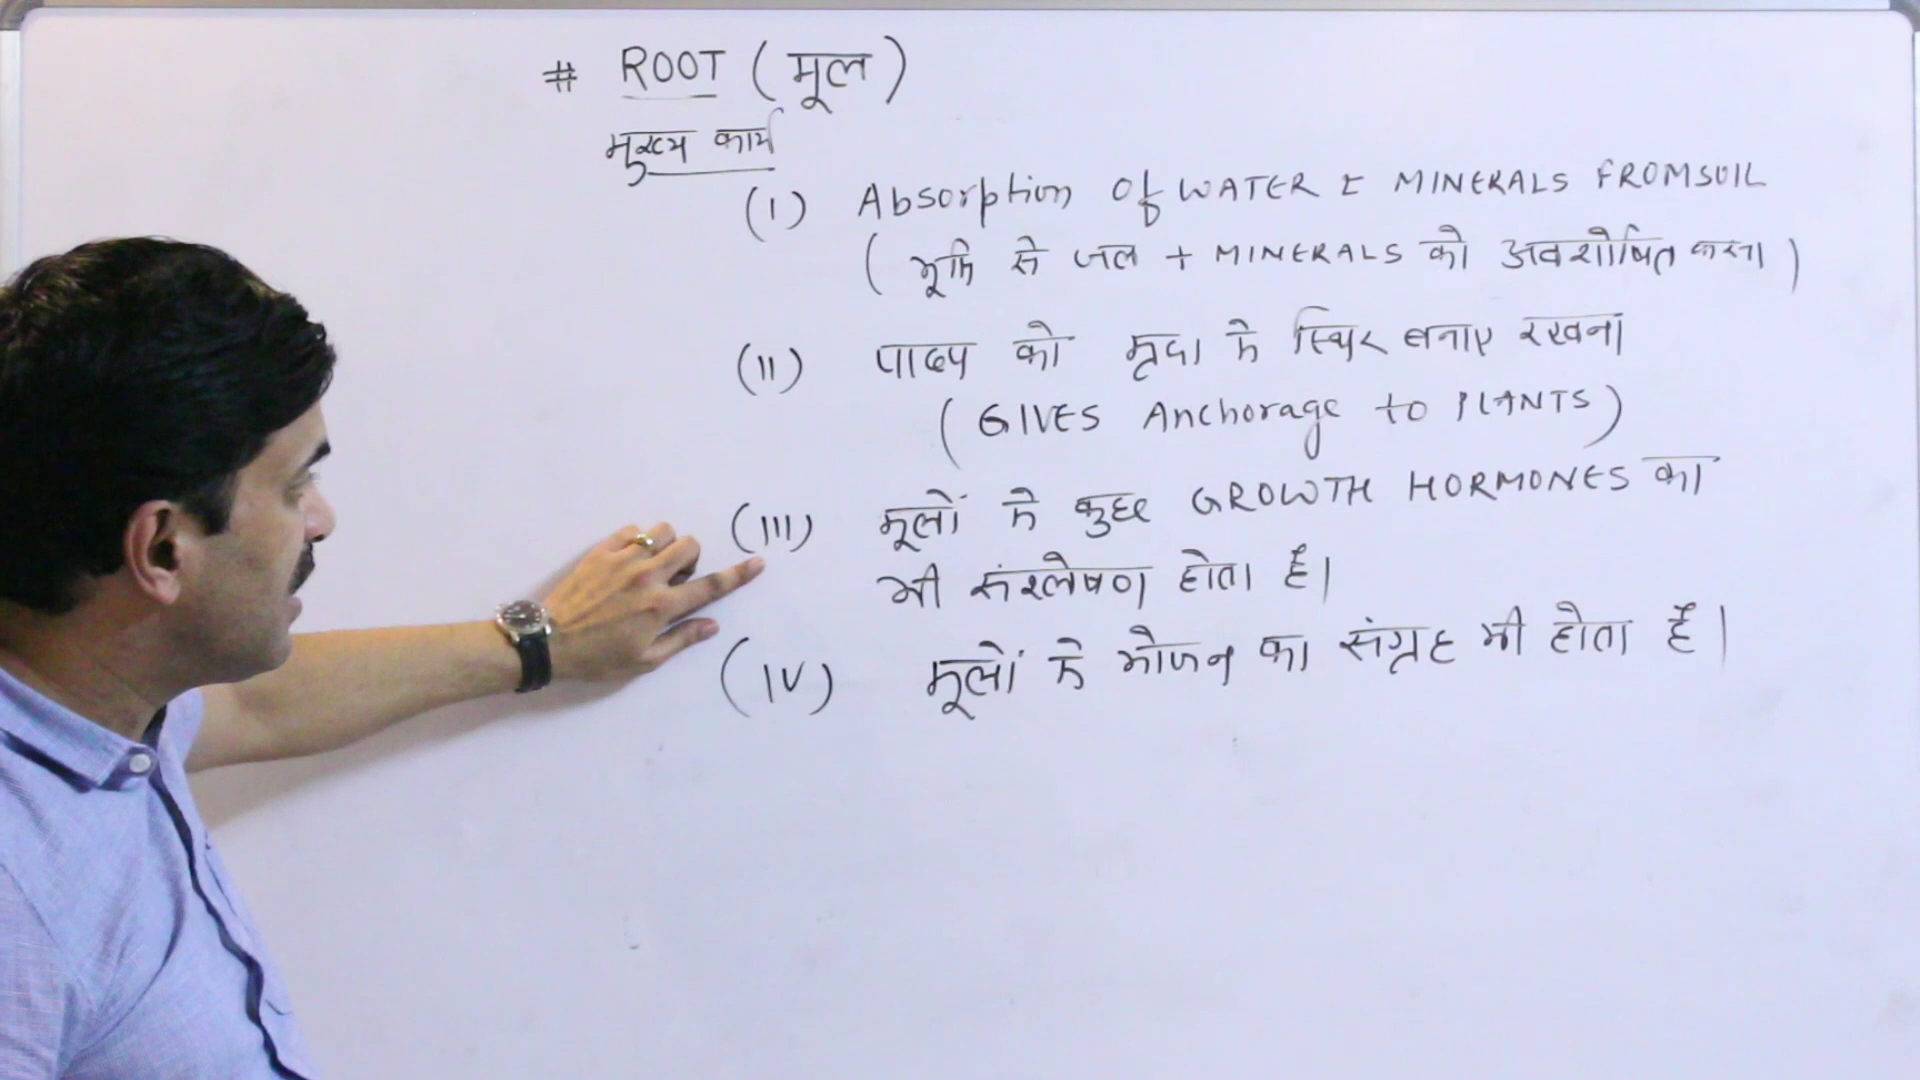 # ROOT (मूल)
मुख्य कार्य
(I) Absorption Of WATER & MINERALS FROM SOIL
(भूमि से जल + MINERALS को अवशोषित करना)
(II) पादप को मृदा मे स्थिर बनाए रखना
(GIVES Anchorage to PLANTS)
(III) मूलों मे कुछ GROWTH HORMONES का
भी संश्लेषण होता है।
(IV) मूलों मे भोजन का संग्रह भी होता है।